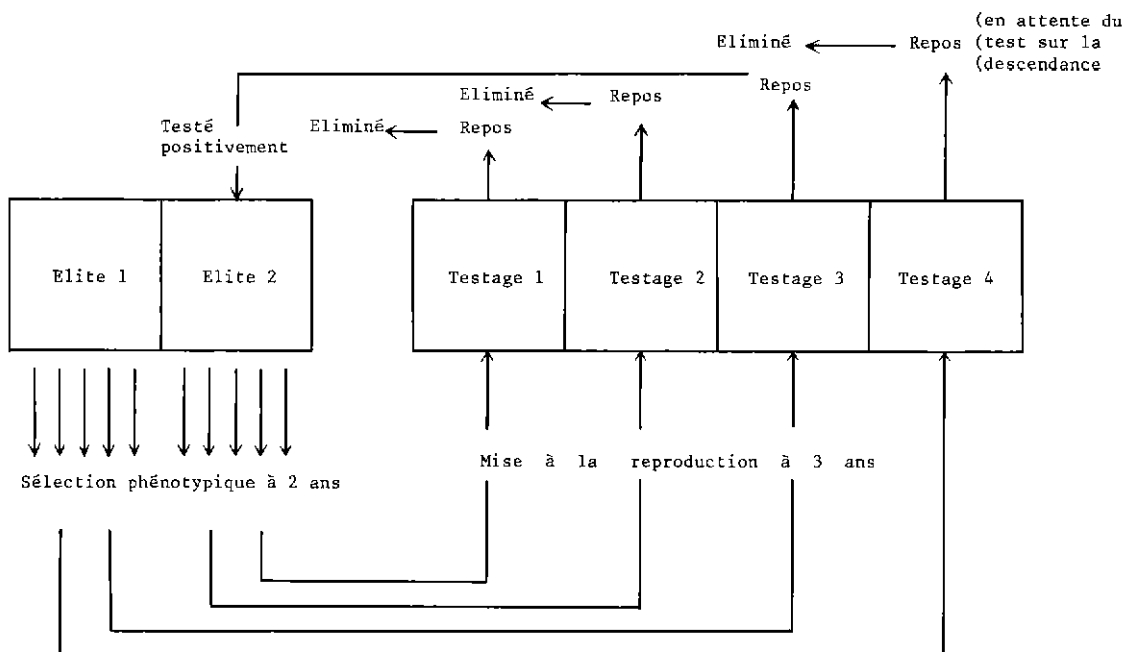 (en attente du
Eliminé Repos (test sur la
(descendance
Repos
Eliminé Repos
Testé Eliminé Repos
positivement
Elite 1 Elite 2 Testage 1 Testage 2 Testage 3 Testage 4
Mise à la reproduction à 3 ans
Sélection phénotypique à 2 ans